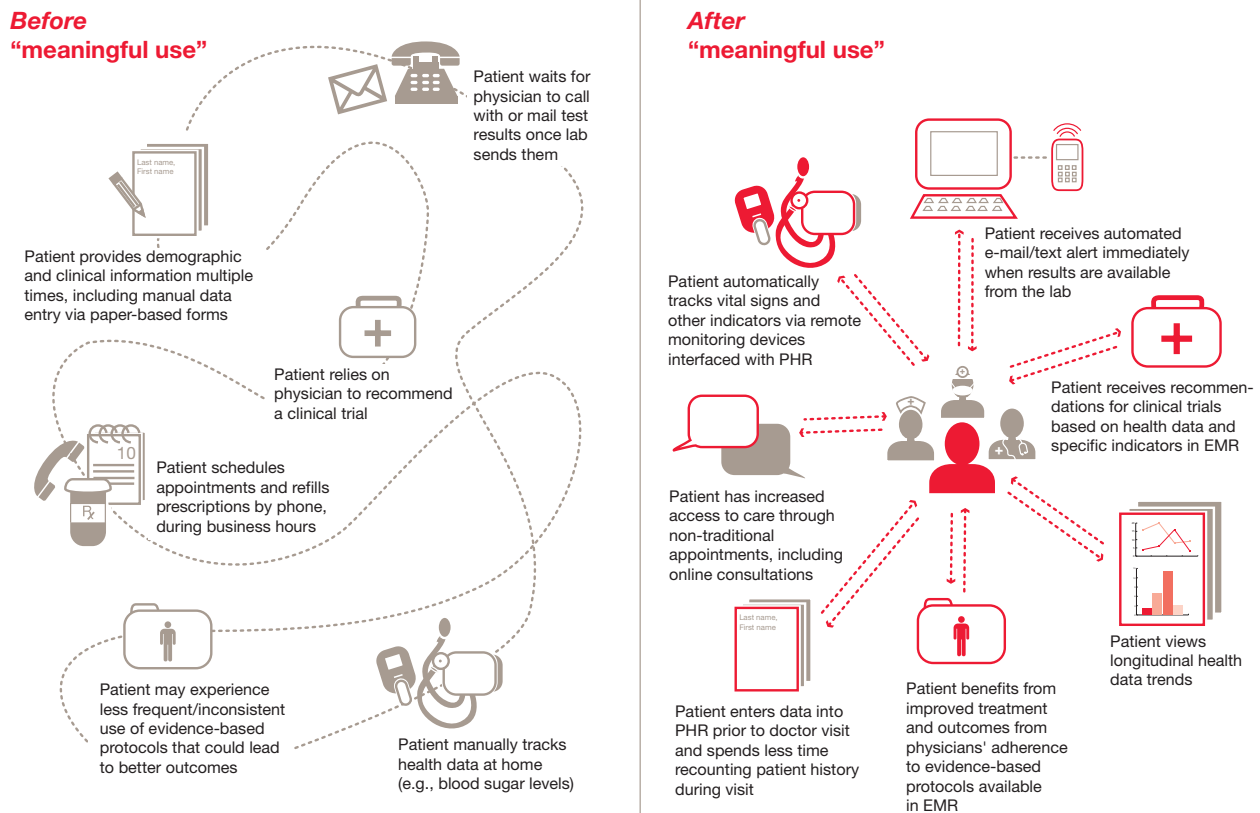 Before
“meaningful use”
Patient waits for
physician to call
with or mail test
results once lab
sends them
Last name,
First name
Patient provides demographic
and clinical information multiple
times, including manual data
entry via paper-based forms
Patient relies on
physician to recommend
a clinical trial
10
Rx
Patient schedules
appointments and refills
prescriptions by phone,
during business hours
Patient may experience
less frequent/inconsistent
use of evidence-based
protocols that could lead
to better outcomes
Patient manually tracks
health data at home
(e.g., blood sugar levels)
After
“meaningful use”
Patient receives automated
e-mail/text alert immediately
when results are available
from the lab
Patient automatically
tracks vital signs and
other indicators via remote
monitoring devices
interfaced with PHR
Patient receives recommen-
dations for clinical trials
based on health data and
specific indicators in EMR
Patient has increased
access to care through
non-traditional
appointments, including
online consultations
Patient views
longitudinal health
data trends
Last name,
First name
Patient enters data into
PHR prior to doctor visit
and spends less time
recounting patient history
during visit
Patient benefits from
improved treatment
and outcomes from
physicians' adherence
to evidence-based
protocols available
in EMR